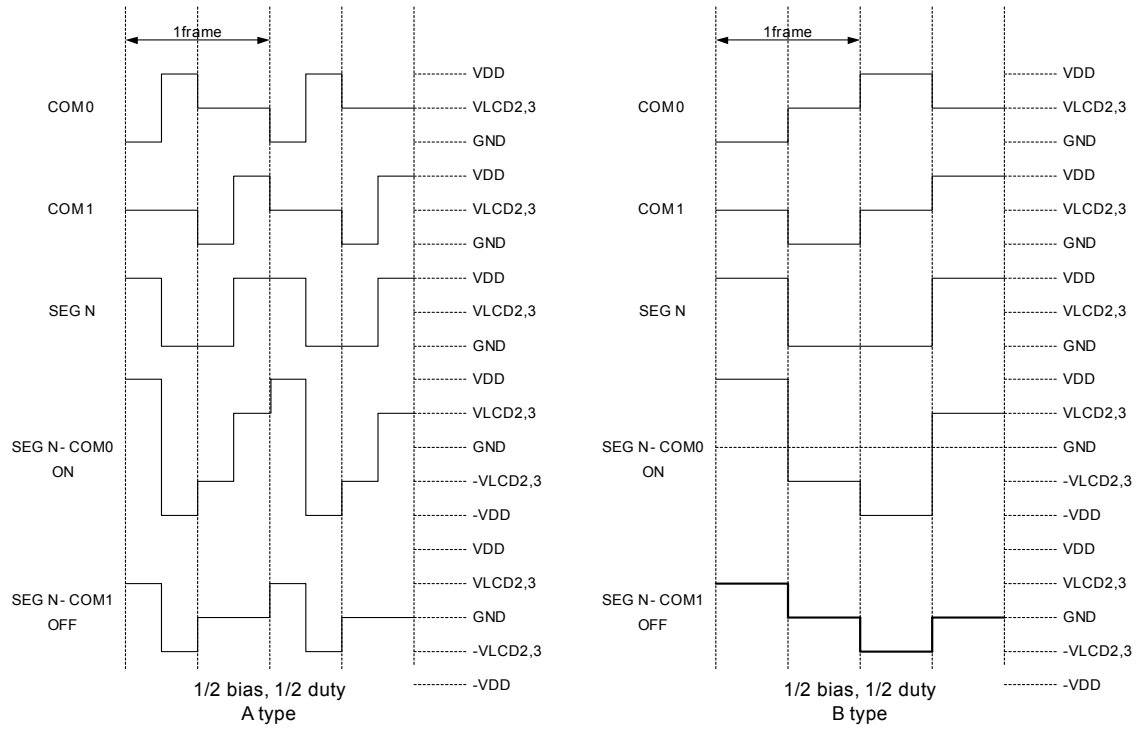 1frame
COM0
VDD
VLCD2,3
GND
COM1
VDD
VLCD2,3
GND
SEG N
VDD
VLCD2,3
GND
SEG N- COM0
ON
VDD
VLCD2,3
GND
-VLCD2,3
-VDD
SEG N- COM1
OFF
VDD
VLCD2,3
GND
-VLCD2,3
-VDD
1/2 bias, 1/2 duty
A type
1frame
COM0
VDD
VLCD2,3
GND
COM1
VDD
VLCD2,3
GND
SEG N
VDD
VLCD2,3
GND
SEG N- COM0
ON
VDD
VLCD2,3
GND
-VLCD2,3
-VDD
SEG N- COM1
OFF
VDD
VLCD2,3
GND
-VLCD2,3
-VDD
1/2 bias, 1/2 duty
B type